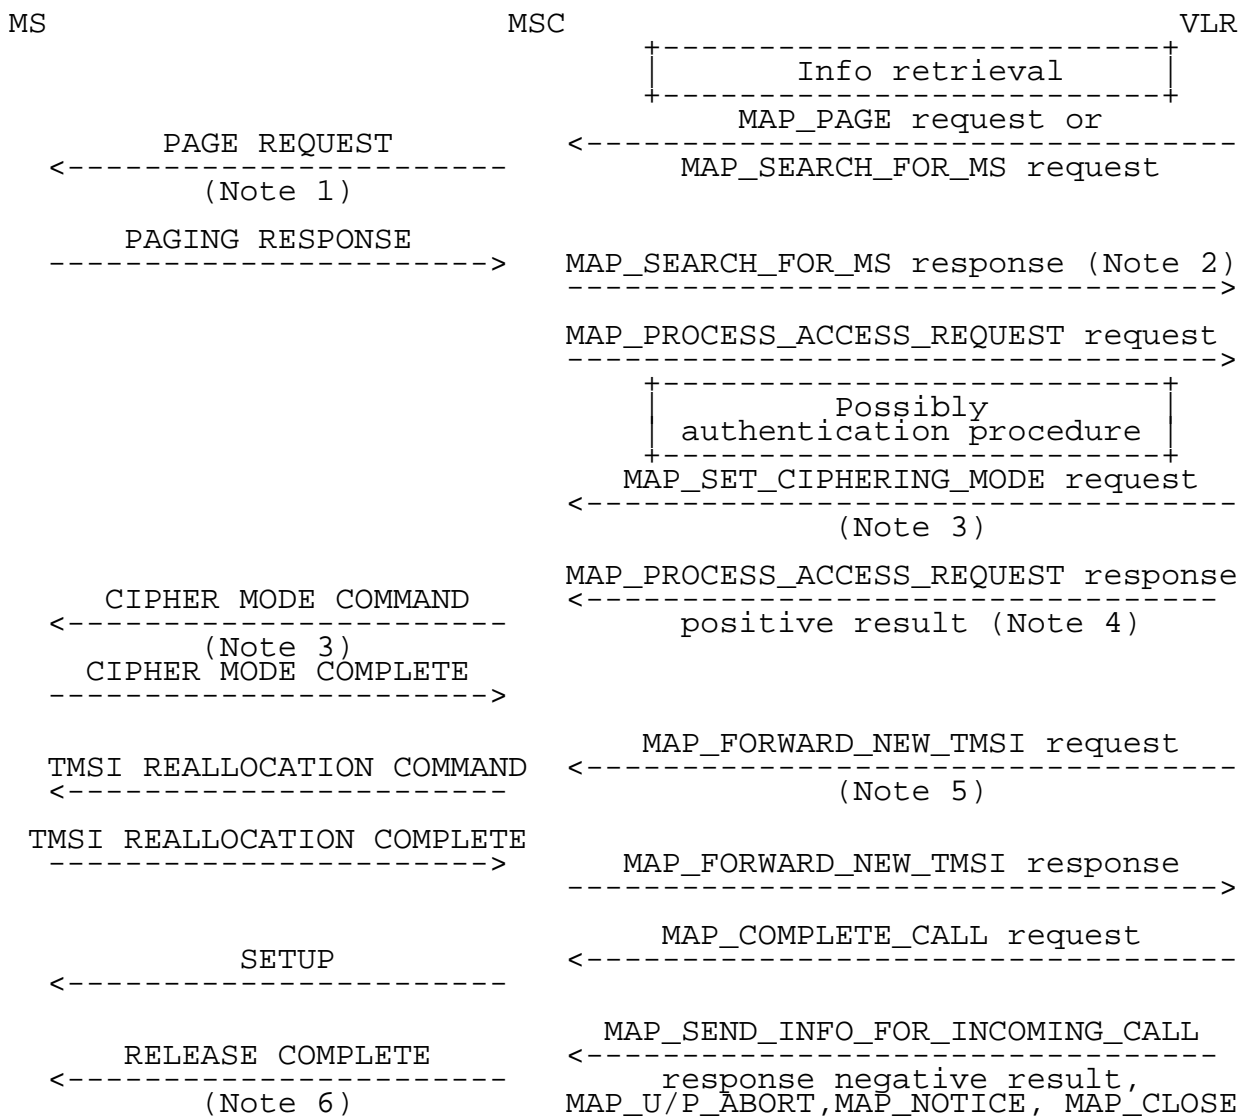 MS MSC VLR
+--------------------------+
| Info retrieval |
+--------------------------+
MAP_PAGE request or
PAGE REQUEST <----------------------------------
<----------------------- MAP_SEARCH_FOR_MS request
(Note 1)
PAGING RESPONSE
-----------------------> MAP_SEARCH_FOR_MS response (Note 2)
---------------------------------->
MAP_PROCESS_ACCESS_REQUEST request
---------------------------------->
+--------------------------+
| Possibly |
| authentication procedure |
+--------------------------+
MAP_SET_CIPHERING_MODE request
<----------------------------------
(Note 3)
MAP_PROCESS_ACCESS_REQUEST response
CIPHER MODE COMMAND <---------------------------------
<----------------------- positive result (Note 4)
(Note 3)
CIPHER MODE COMPLETE
----------------------->
MAP_FORWARD_NEW_TMSI request
TMSI REALLOCATION COMMAND <----------------------------------
<----------------------- (Note 5)
TMSI REALLOCATION COMPLETE
-----------------------> MAP_FORWARD_NEW_TMSI response
---------------------------------->
MAP_COMPLETE_CALL request
SETUP <----------------------------------
<-----------------------
MAP_SEND_INFO_FOR_INCOMING_CALL
RELEASE COMPLETE <---------------------------------
<----------------------- response negative result,
(Note 6) MAP_U/P_ABORT,MAP_NOTICE, MAP_CLOSE